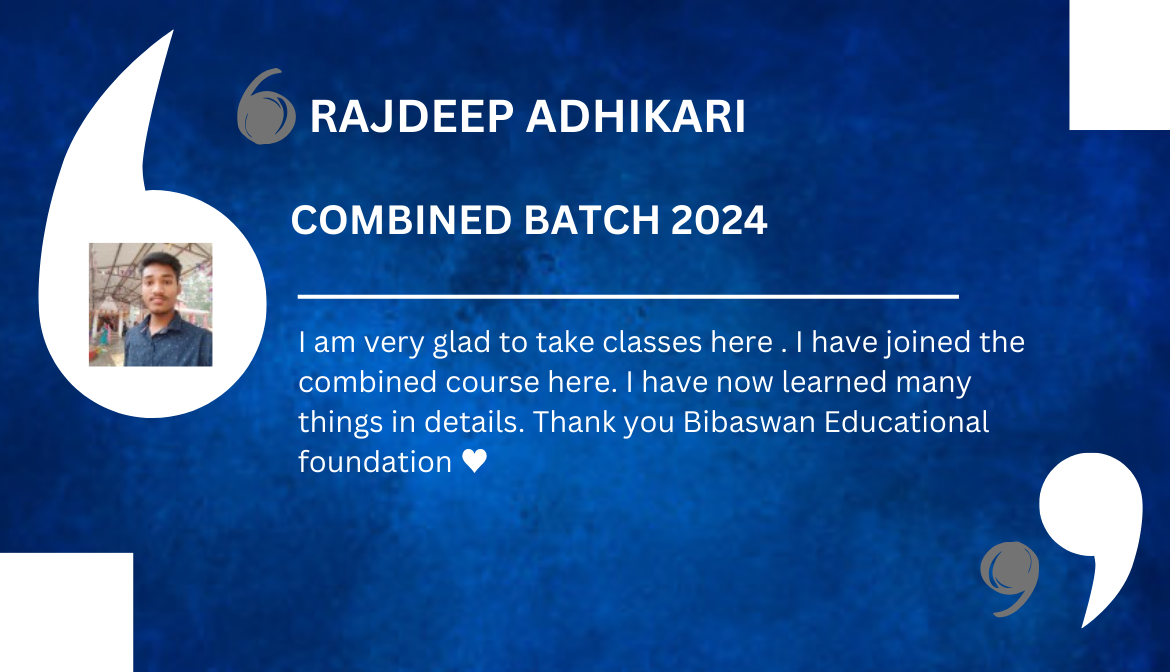 RAJDEEP ADHIKARI
COMBINED BATCH 2024
I am very glad to take classes here . I have joined the
combined course here. I have now learned many
things in details. Thank you Bibaswan Educational
foundation ♥